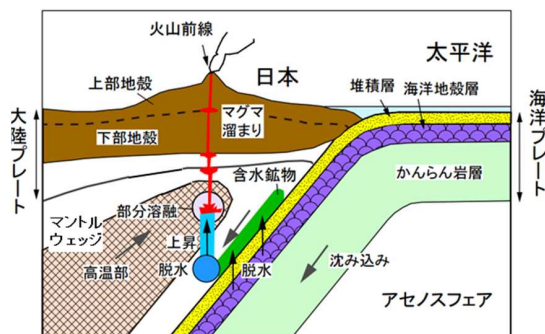 火山前線
太平洋
上部地殻
日本
堆積層
海洋地殻層
大陸プレート
下部地殻
マグマ
溜まり
海洋プレート
含水鉱物
かんらん岩層
マントル
ウェッジ
部分溶融
上昇
高温部
脱水
脱水
沈み込み
アセノスフェア